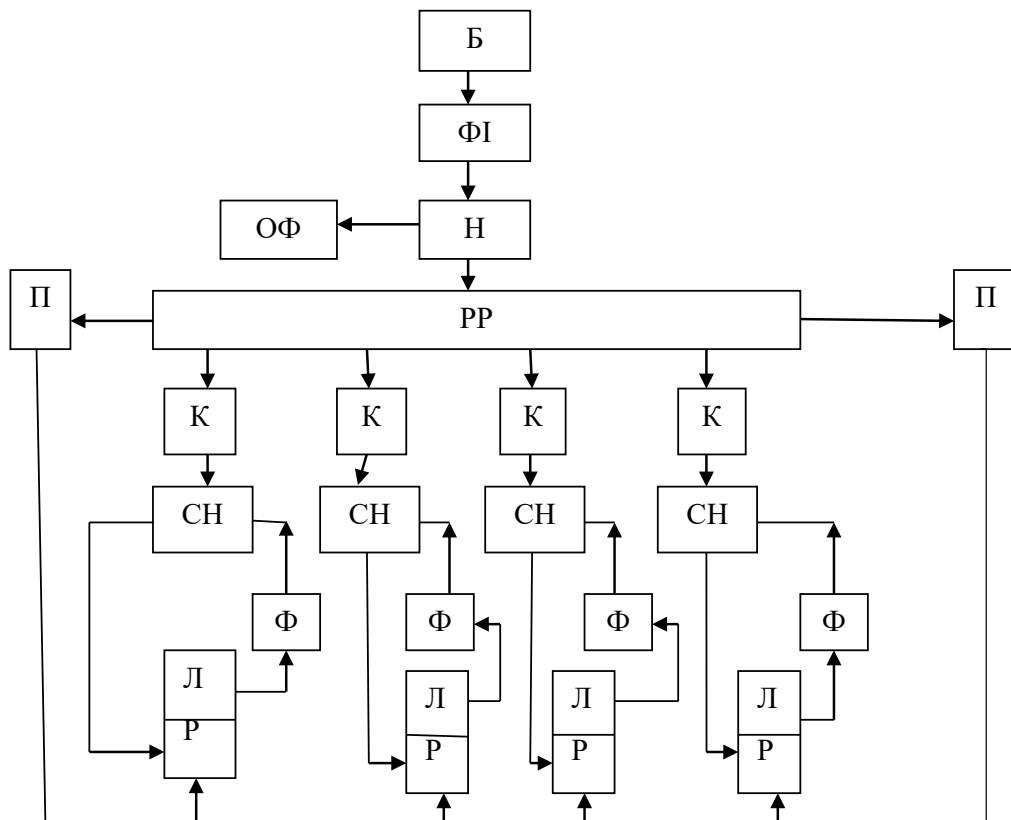 Б
ФІ
ОФ Н
П РР П
К К К К
СН СН СН СН
Ф Ф Ф Ф
Л Л Л Л
Р Р Р Р